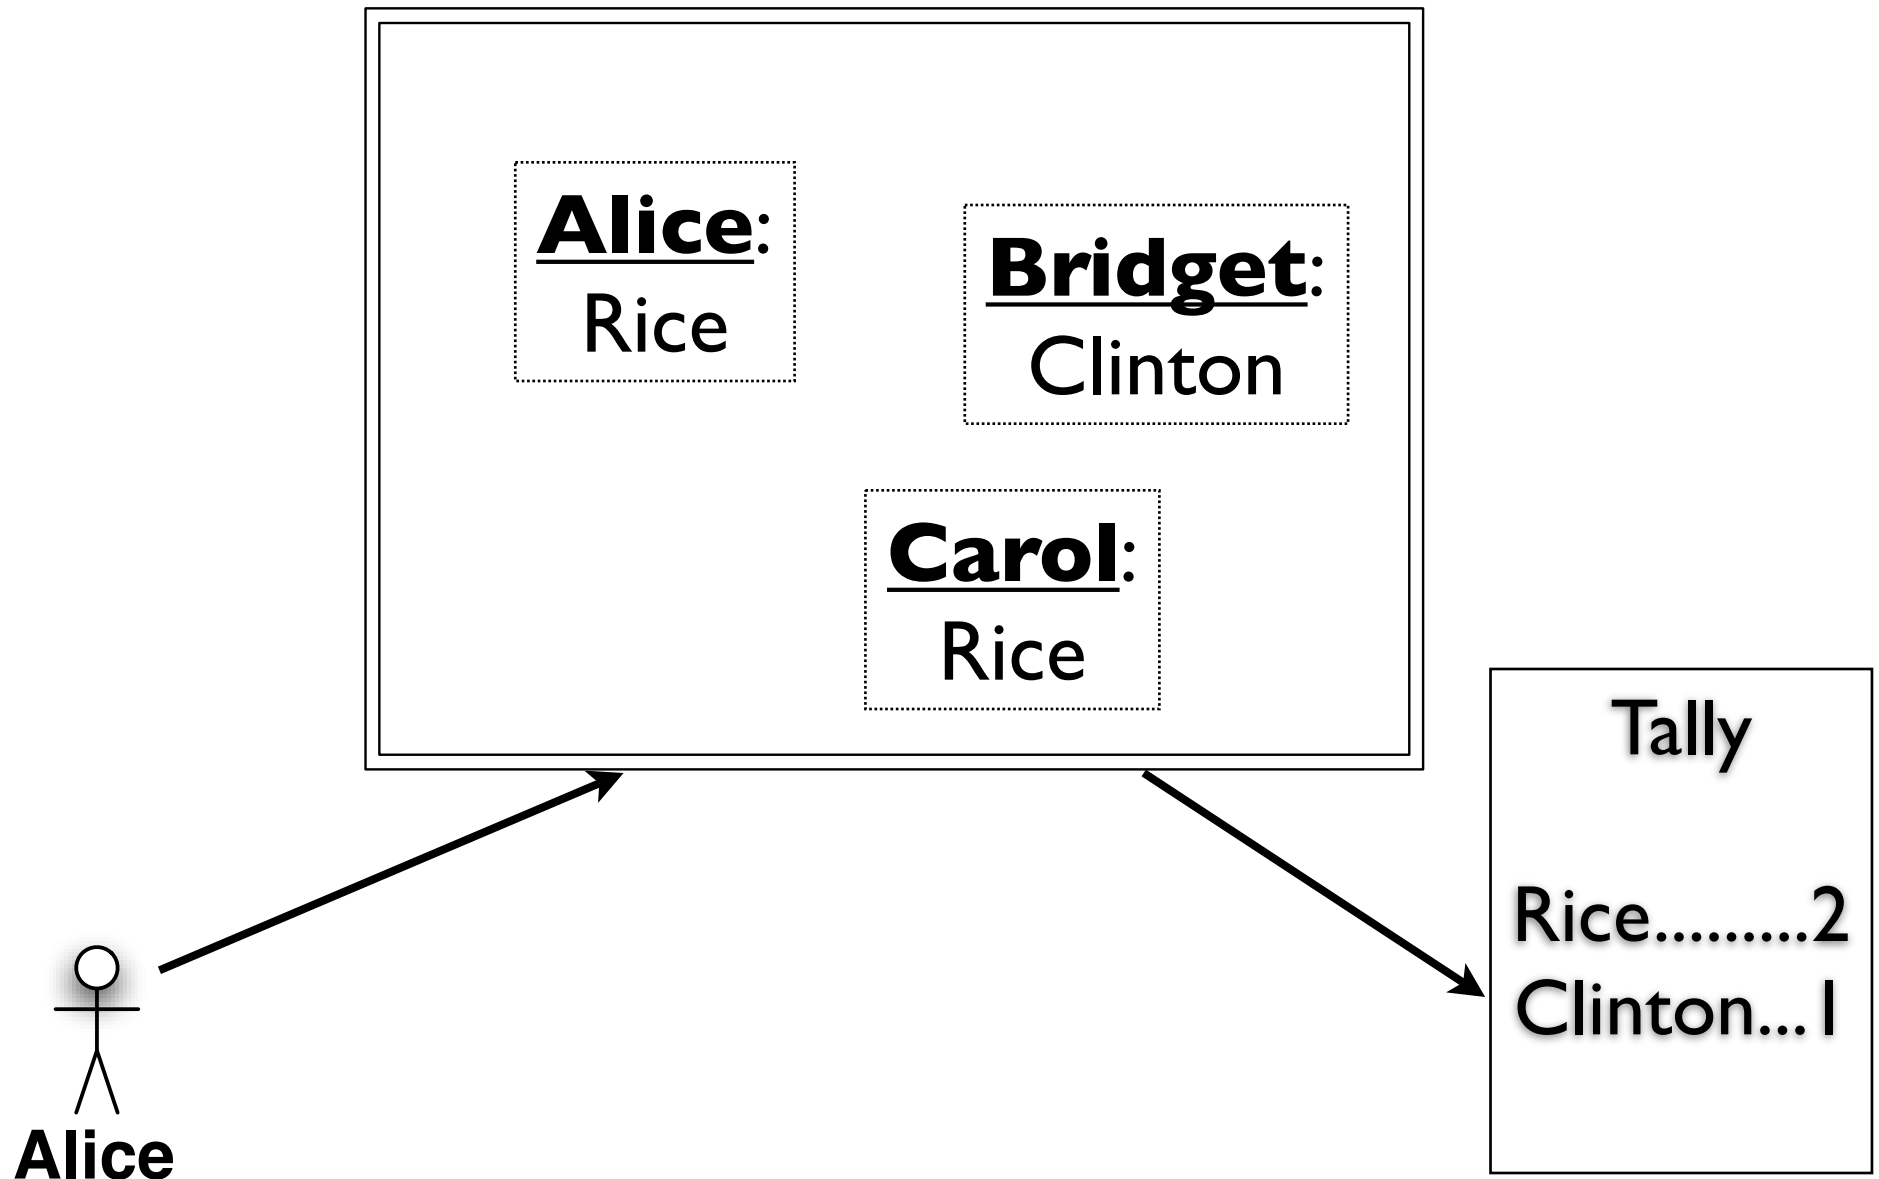 Alice:
Rice
Bridget:
Clinton
Carol:
Rice
Tally
Rice.........2
Clinton...1
Alice